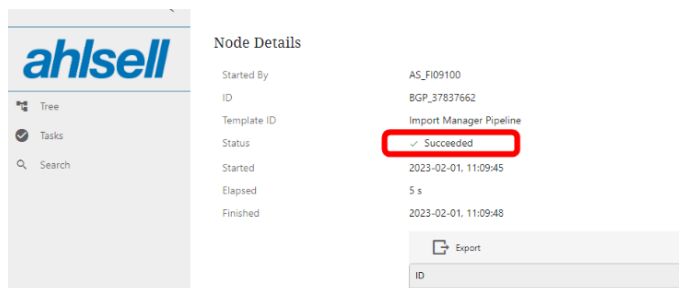 ahlsell
Tree
Tasks
Search
Node Details
Started By AS_FI09100
ID BGP_37837662
Template ID Import Manager Pipeline
Status Succeeded
Started 2023-02-01, 11:09:45
Elapsed 5 s
Finished 2023-02-01, 11:09:48
Export
ID